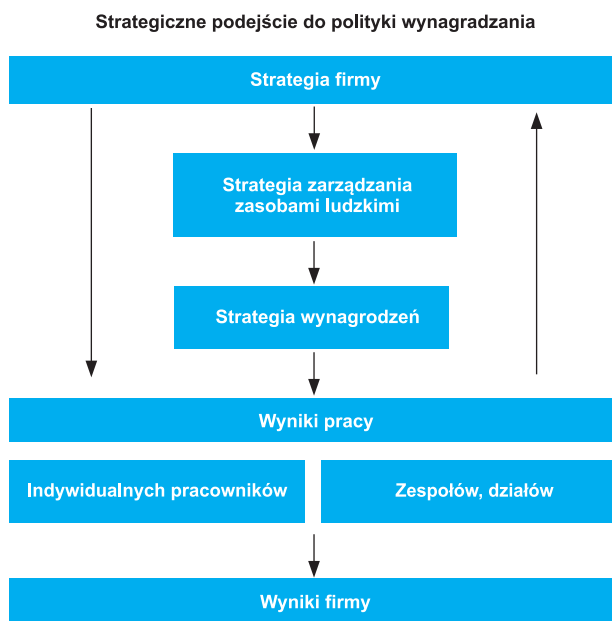 Strategiczne podejście do polityki wynagradzania
Strategia firmy
Strategia zarządzania
zasobami ludzkimi
Strategia wynagrodzeń
Wyniki pracy
Indywidualnych pracowników
Zespołów, działów
Wyniki firmy